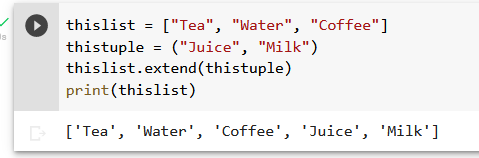 thislist = ["Tea", "Water", "Coffee"]
thistuple = ("Juice", "Milk")
thislist.extend(thistuple)
print(thislist)
['Tea', 'Water', 'Coffee', 'Juice', 'Milk']